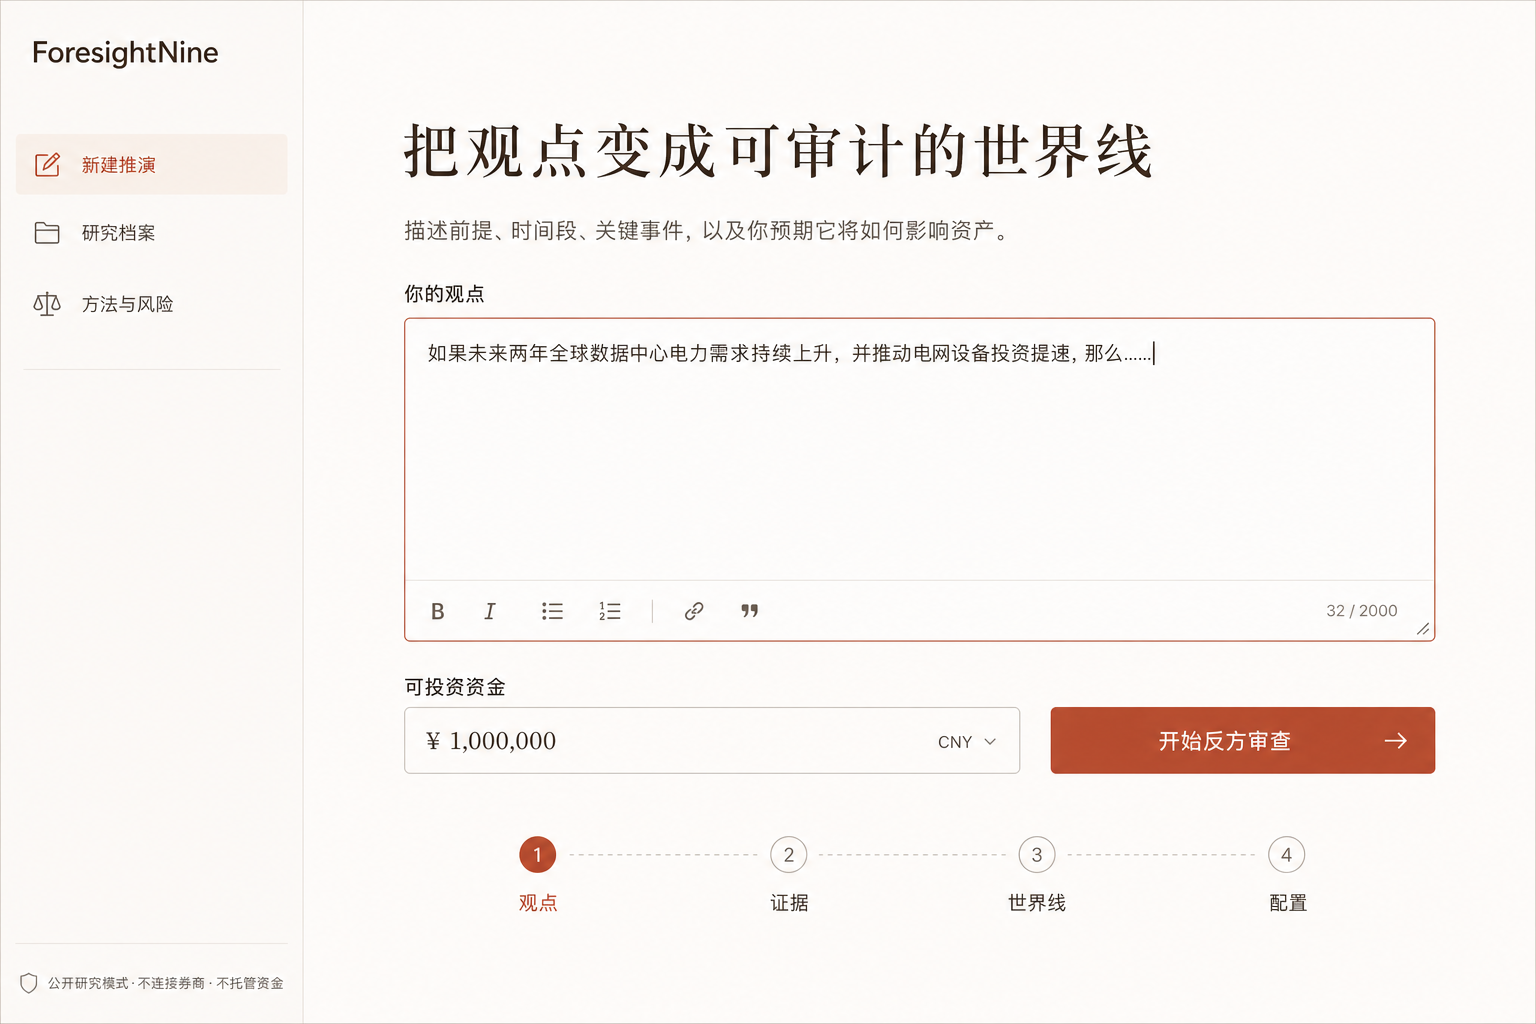 ForesightNine
新建推演
研究档案
方法与风险
公开研究模式 · 不连接券商 · 不托管资金
把观点变成可审计的世界线
描述前提、时间段、关键事件，以及你预期它将如何影响资产。
你的观点
如果未来两年全球数据中心电力需求持续上升，并推动电网设备投资提速，那么……
B I
32 / 2000
可投资资金
¥ 1,000,000 CNY
开始反方审查
1 2 3 4
观点 证据 世界线 配置